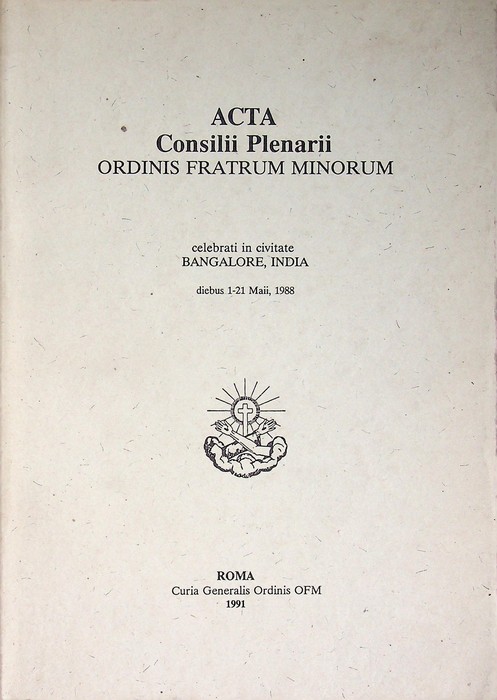 ACTA
Consilii Plenarii
ORDINIS FRATRUM MINORUM
celebrati in civitate
BANGALORE, INDIA
diebus 1-21 Maii, 1988
ROMA
Curia Generalis Ordinis OFM
1991